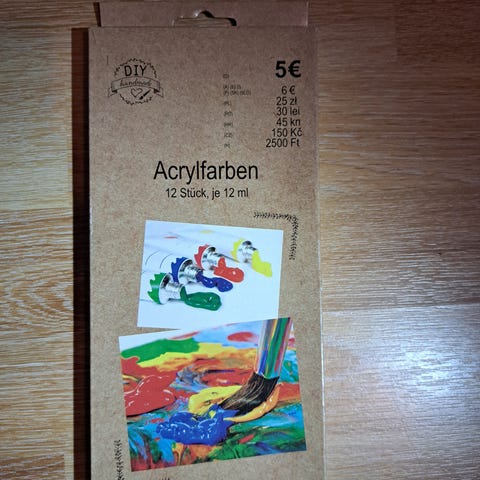 DIY
handmade
5€
6 €
25 zł
30 lei
45 kn
150 Kč
2500 Ft
Acrylfarben
12 Stück, je 12 ml